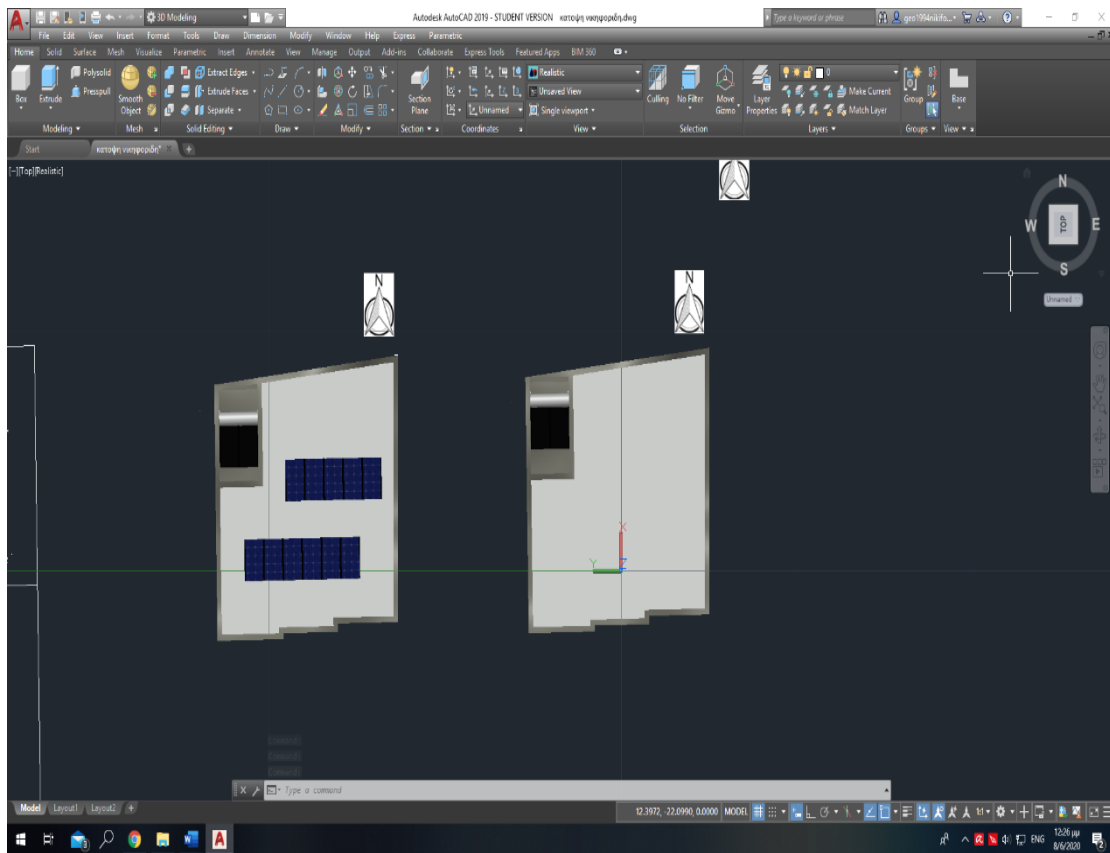 3D Modeling
Autodesk AutoCAD 2019 - STUDENT VERSION κατοψη νικηφοριδη.dwg
Type a keyword or phrase
geo1994nikifo...
File Edit View Insert Format Tools Draw Dimension Modify Window Help Express Parametric
Home Solid Surface Mesh Visualize Parametric Insert Annotate View Manage Output Add-ins Collaborate Express Tools Featured Apps BIM 360
Polysolid Extract Edges Realistic 0
Presspull Extrude Faces Unsaved View Make Current
Box Extrude Smooth Object Separate Section Plane Unnamed Single viewport Culling No Filter Move Gizmo Layer Properties Match Layer Group Base
Modeling Mesh Solid Editing Draw Modify Section Coordinates View Selection Layers Groups View
Start κατοψη νικηφοριδη*
[-][Top][Realistic]
N
W TOP E
S
Unnamed
N N
X
Y Z
Command:
Command:
Command:
Type a command
Model Layout1 Layout2 +
12.3972, -22.0990, 0.0000 MODEL
ENG
12:26 μμ
8/6/2020